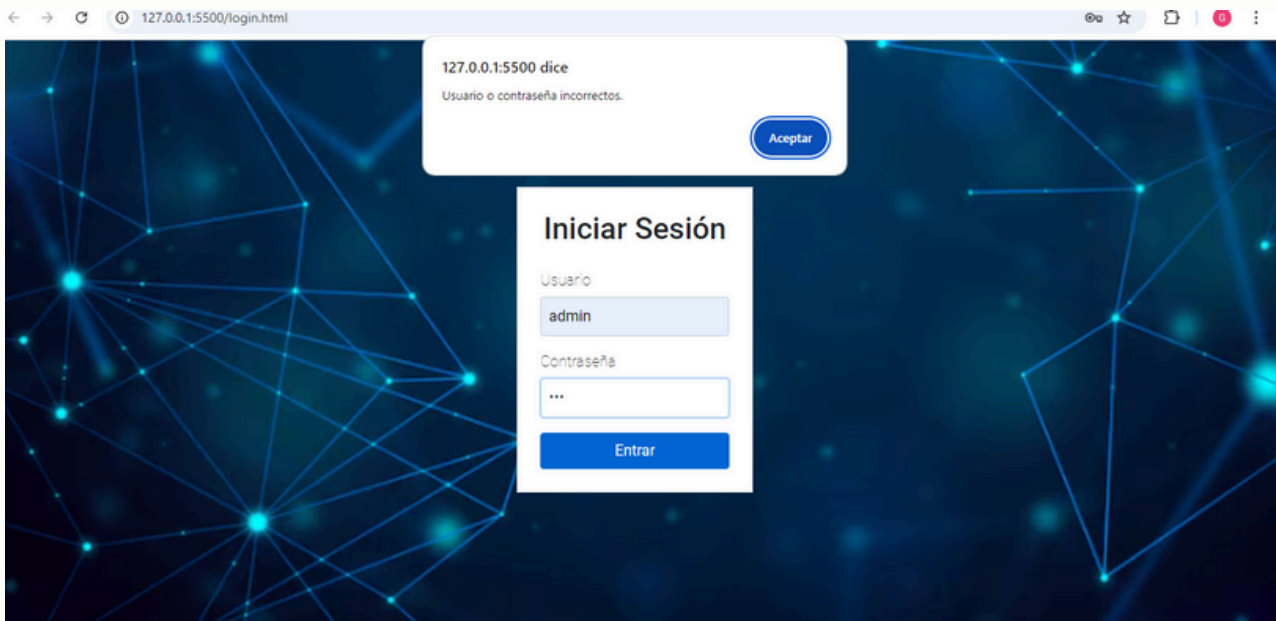 127.0.0.1:5500/login.html
G
127.0.0.1:5500 dice
Usuario o contraseña incorrectos.
Aceptar
Iniciar Sesión
Usuario
admin
Contraseña
•••
Entrar